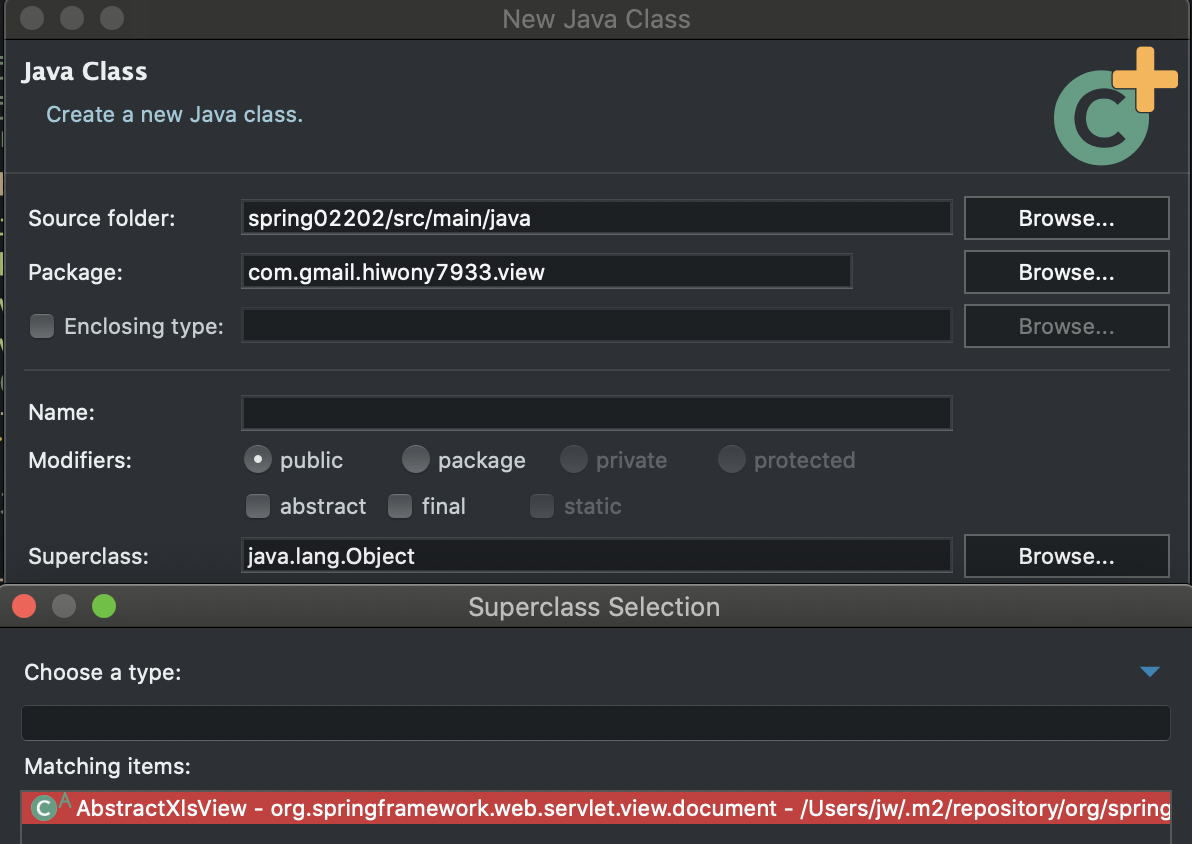 New Java Class
Java Class
Create a new Java class.
Source folder: spring02202/src/main/java Browse...
Package: com.gmail.hiwony7933.view Browse...
Enclosing type: Browse...
Name:
Modifiers: public package private protected
abstract final static
Superclass: java.lang.Object Browse...
Superclass Selection
Choose a type:
Matching items:
C A AbstractXlsView - org.springframework.web.servlet.view.document - /Users/jw/.m2/repository/org/spring